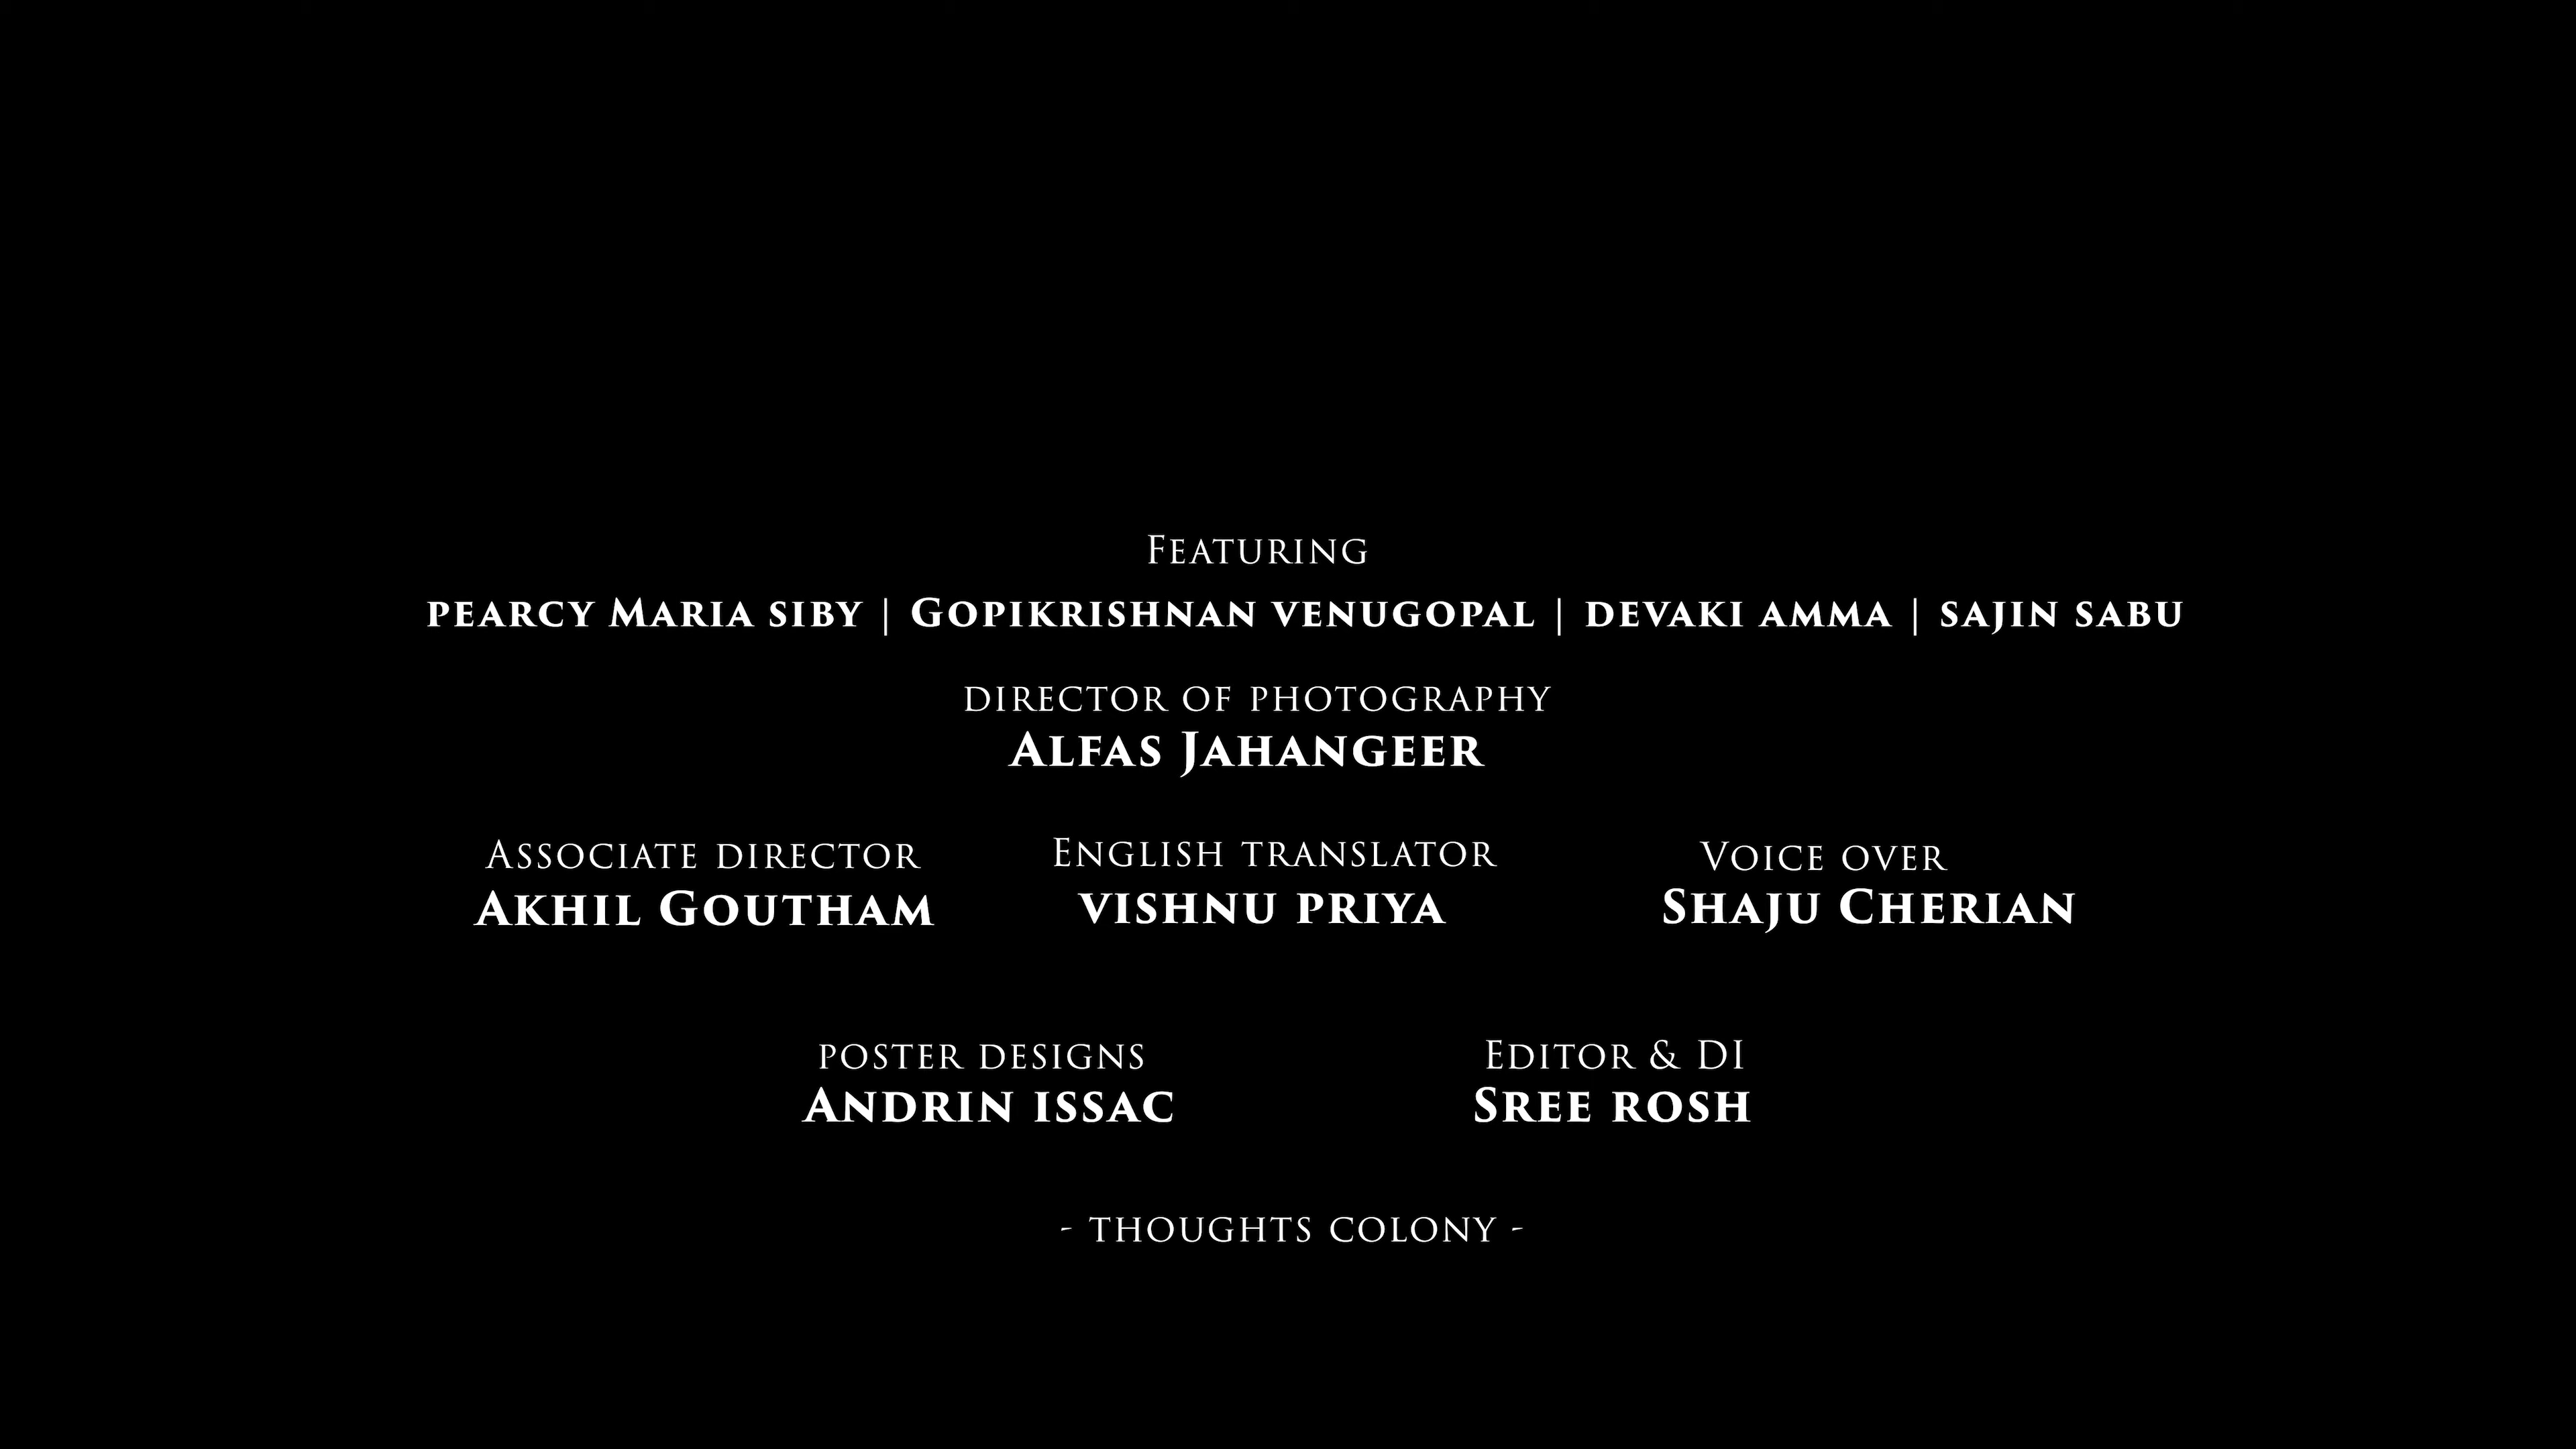 Featuring
pearcy Maria siby | Gopikrishnan venugopal | devaki amma | sajin sabu
director of photography
Alfas Jahangeer
Associate director English translator Voice over
Akhil Goutham vishnu priya Shaju Cherian
poster designs Editor & DI
Andrin issac Sree rosh
- thoughts colony -